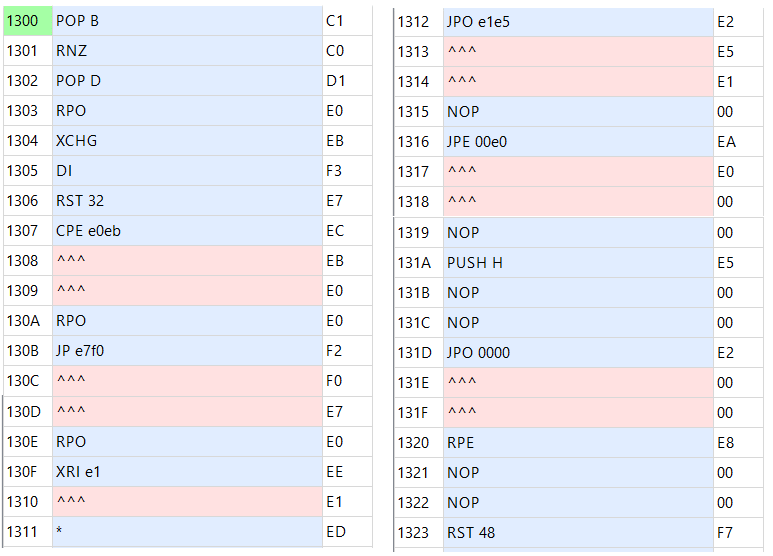 1300 POP B C1
1301 RNZ C0
1302 POP D D1
1303 RPO E0
1304 XCHG EB
1305 DI F3
1306 RST 32 E7
1307 CPE e0eb EC
1308 ^^^ EB
1309 ^^^ E0
130A RPO E0
130B JP e7f0 F2
130C ^^^ F0
130D ^^^ E7
130E RPO E0
130F XRI e1 EE
1310 ^^^ E1
1311 * ED
1312 JPO e1e5 E2
1313 ^^^ E5
1314 ^^^ E1
1315 NOP 00
1316 JPE 00e0 EA
1317 ^^^ E0
1318 ^^^ 00
1319 NOP 00
131A PUSH H E5
131B NOP 00
131C NOP 00
131D JPO 0000 E2
131E ^^^ 00
131F ^^^ 00
1320 RPE E8
1321 NOP 00
1322 NOP 00
1323 RST 48 F7